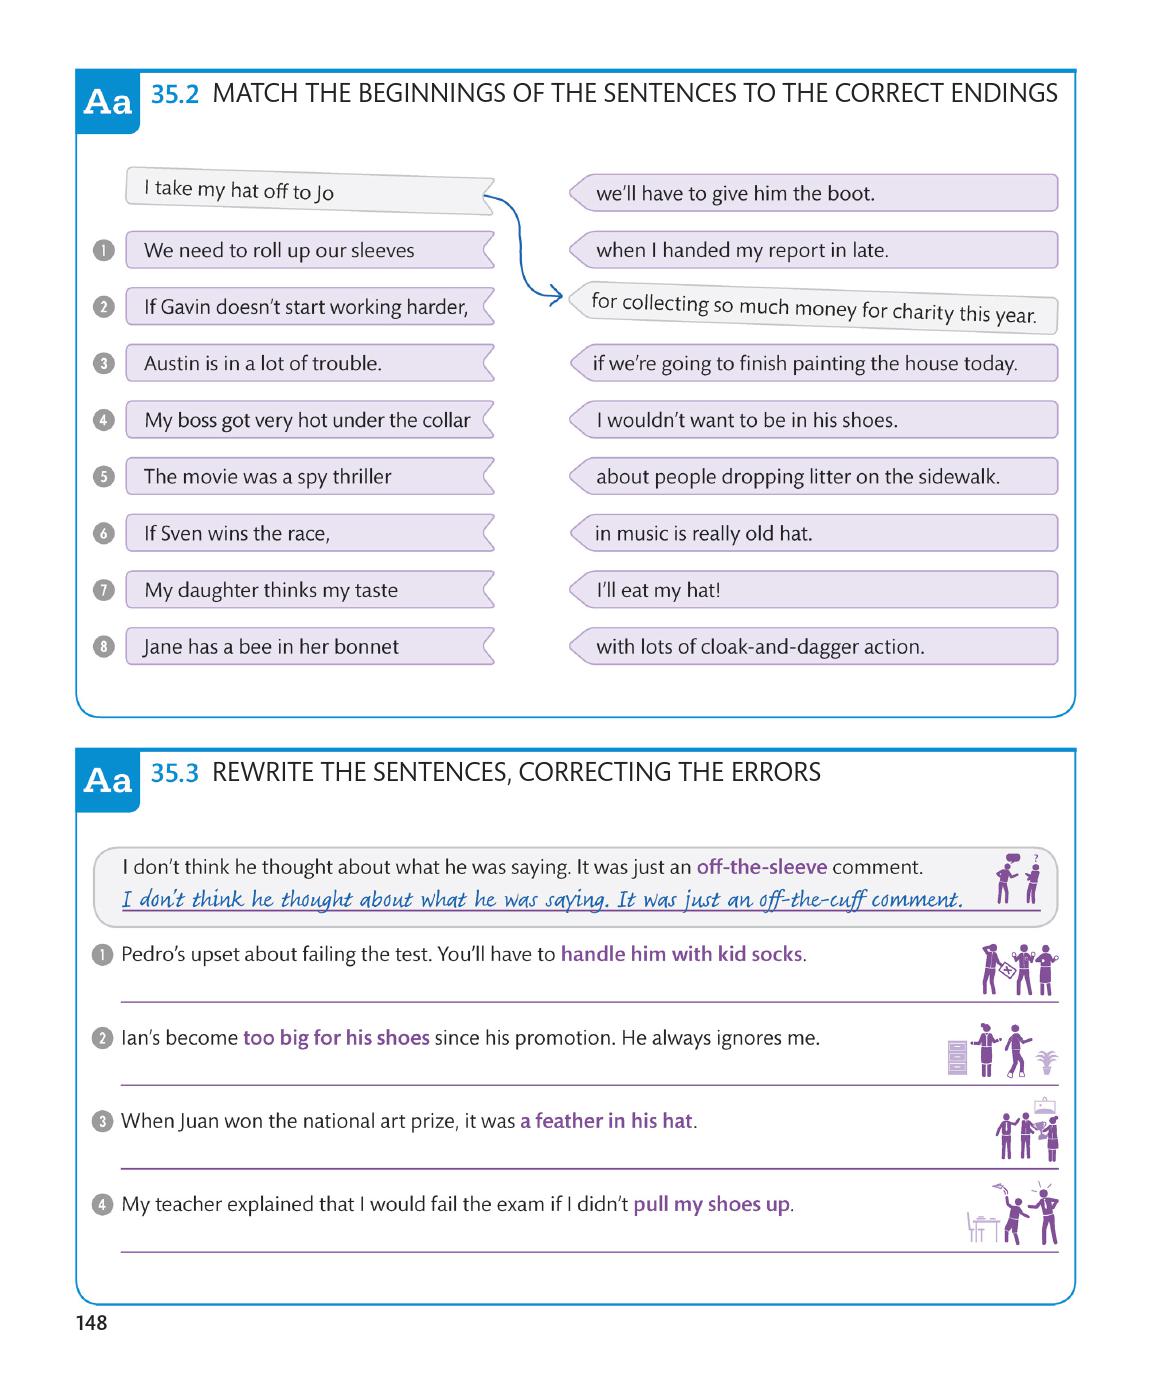 Aa 35.2 MATCH THE BEGINNINGS OF THE SENTENCES TO THE CORRECT ENDINGS
I take my hat off to Jo
we'll have to give him the boot.
1 We need to roll up our sleeves
when I handed my report in late.
2 If Gavin doesn't start working harder,
for collecting so much money for charity this year.
3 Austin is in a lot of trouble.
if we're going to finish painting the house today.
4 My boss got very hot under the collar
I wouldn't want to be in his shoes.
5 The movie was a spy thriller
about people dropping litter on the sidewalk.
6 If Sven wins the race,
in music is really old hat.
7 My daughter thinks my taste
I'll eat my hat!
8 Jane has a bee in her bonnet
with lots of cloak-and-dagger action.
Aa 35.3 REWRITE THE SENTENCES, CORRECTING THE ERRORS
I don't think he thought about what he was saying. It was just an off-the-sleeve comment.
I don't think he thought about what he was saying. It was just an off-the-cuff comment.
?
1 Pedro's upset about failing the test. You'll have to handle him with kid socks.
2 Ian's become too big for his shoes since his promotion. He always ignores me.
3 When Juan won the national art prize, it was a feather in his hat.
4 My teacher explained that I would fail the exam if I didn't pull my shoes up.
148